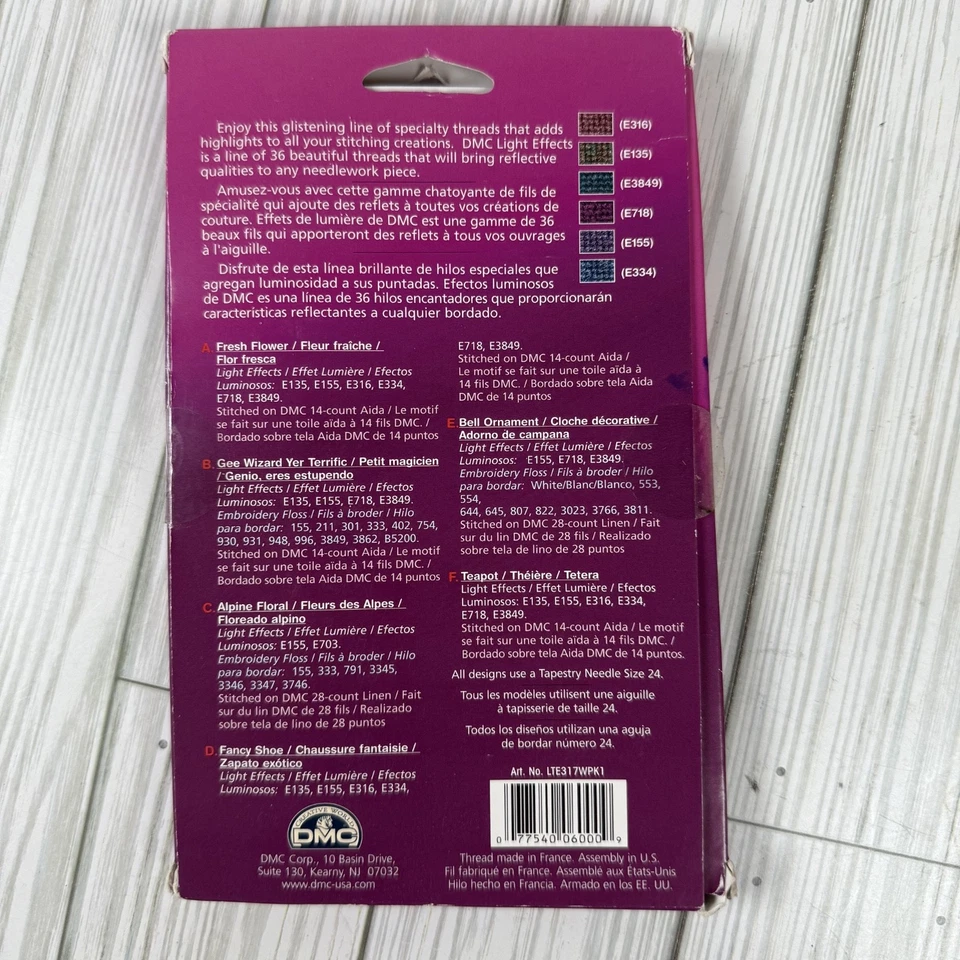 Enjoy this glistening line of specialty threads that adds
highlights to all your stitching creations. DMC Light Effects
is a line of 36 beautiful threads that will bring reflective
qualities to any needlework piece.
Amusez-vous avec cette gamme chatoyante de fils de
spécialité qui ajoute des reflets à toutes vos créations de
couture. Effets de lumière de DMC est une gamme de 36
beaux fils qui apporteront des reflets à tous vos ouvrages
à l'aiguille.
Disfrute de esta línea brillante de hilos especiales que
agregan luminosidad a sus puntadas. Efectos luminosos
de DMC es una línea de 36 hilos encantadores que proporcionarán
características reflectantes a cualquier bordado.
(E316)
(E135)
(E3849)
(E718)
(E155)
(E334)
A. Fresh Flower / Fleur fraîche /
Flor fresca
Light Effects / Effet Lumière / Efectos
Luminosos: E135, E155, E316, E334,
E718, E3849.
Stitched on DMC 14-count Aida / Le motif
se fait sur une toile aïda à 14 fils DMC. /
Bordado sobre tela Aida DMC de 14 puntos
B. Gee Wizard Yer Terrific / Petit magicien
/ Genio, eres estupendo
Light Effects / Effet Lumière / Efectos
Luminosos: E135, E155, E718, E3849.
Embroidery Floss / Fils à broder / Hilo
para bordar: 155, 211, 301, 333, 402, 754,
930, 931, 948, 996, 3849, 3862, B5200.
Stitched on DMC 14-count Aida / Le motif
se fait sur une toile aïda à 14 fils DMC. /
Bordado sobre tela Aida DMC de 14 puntos
C. Alpine Floral / Fleurs des Alpes /
Floreado alpino
Light Effects / Effet Lumière / Efectos
Luminosos: E155, E703.
Embroidery Floss / Fils à broder / Hilo
para bordar: 155, 333, 791, 3345,
3346, 3347, 3746.
Stitched on DMC 28-count Linen / Fait
sur du lin DMC de 28 fils / Realizado
sobre tela de lino de 28 puntos
D. Fancy Shoe / Chaussure fantaisie /
Zapato exótico
Light Effects / Effet Lumière / Efectos
Luminosos: E135, E155, E316, E334,
E718, E3849.
Stitched on DMC 14-count Aida /
Le motif se fait sur une toile aïda à
14 fils DMC. / Bordado sobre tela Aida
DMC de 14 puntos
E. Bell Ornament / Cloche décorative /
Adorno de campana
Light Effects / Effet Lumière / Efectos
Luminosos: E155, E718, E3849.
Embroidery Floss / Fils à broder / Hilo
para bordar: White/Blanc/Blanco, 553,
554,
644, 645, 807, 822, 3023, 3766, 3811.
Stitched on DMC 28-count Linen / Fait
sur du lin DMC de 28 fils / Realizado
sobre tela de lino de 28 puntos
F. Teapot / Théière / Tetera
Light Effects / Effet Lumière / Efectos
Luminosos: E135, E155, E316, E334,
E718, E3849.
Stitched on DMC 14-count Aida / Le motif
se fait sur une toile aïda à 14 fils DMC. /
Bordado sobre tela Aida DMC de 14 puntos.
All designs use a Tapestry Needle Size 24.
Tous les modèles utilisent une aiguille
à tapisserie de taille 24.
Todos los diseños utilizan una aguja
de bordar número 24.
Art. No. LTE317WPK1
0 77540 06000 9
CREATIVE WORLD
DMC
DMC Corp., 10 Basin Drive,
Suite 130, Kearny, NJ 07032
www.dmc-usa.com
Thread made in France. Assembly in U.S.
Fil fabriqué en France. Assemblé aux États-Unis
Hilo hecho en Francia. Armado en los EE. UU.